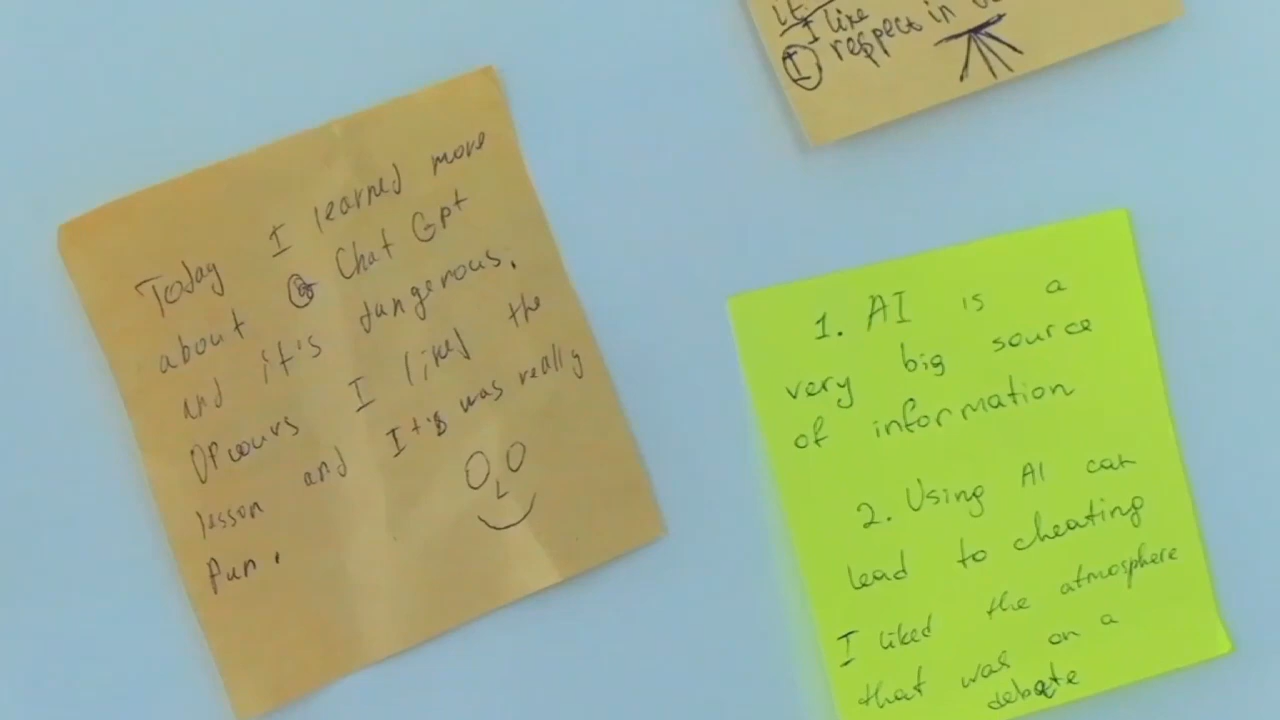 Today I learned more
about Chat Gpt
and it's dangerous.
I liked the
lesson and It's was really
fun.
I like
I respect in
1. AI is a
very big source
of information
2. Using AI can
lead to cheating
I liked the atmosphere
that was on a
debate